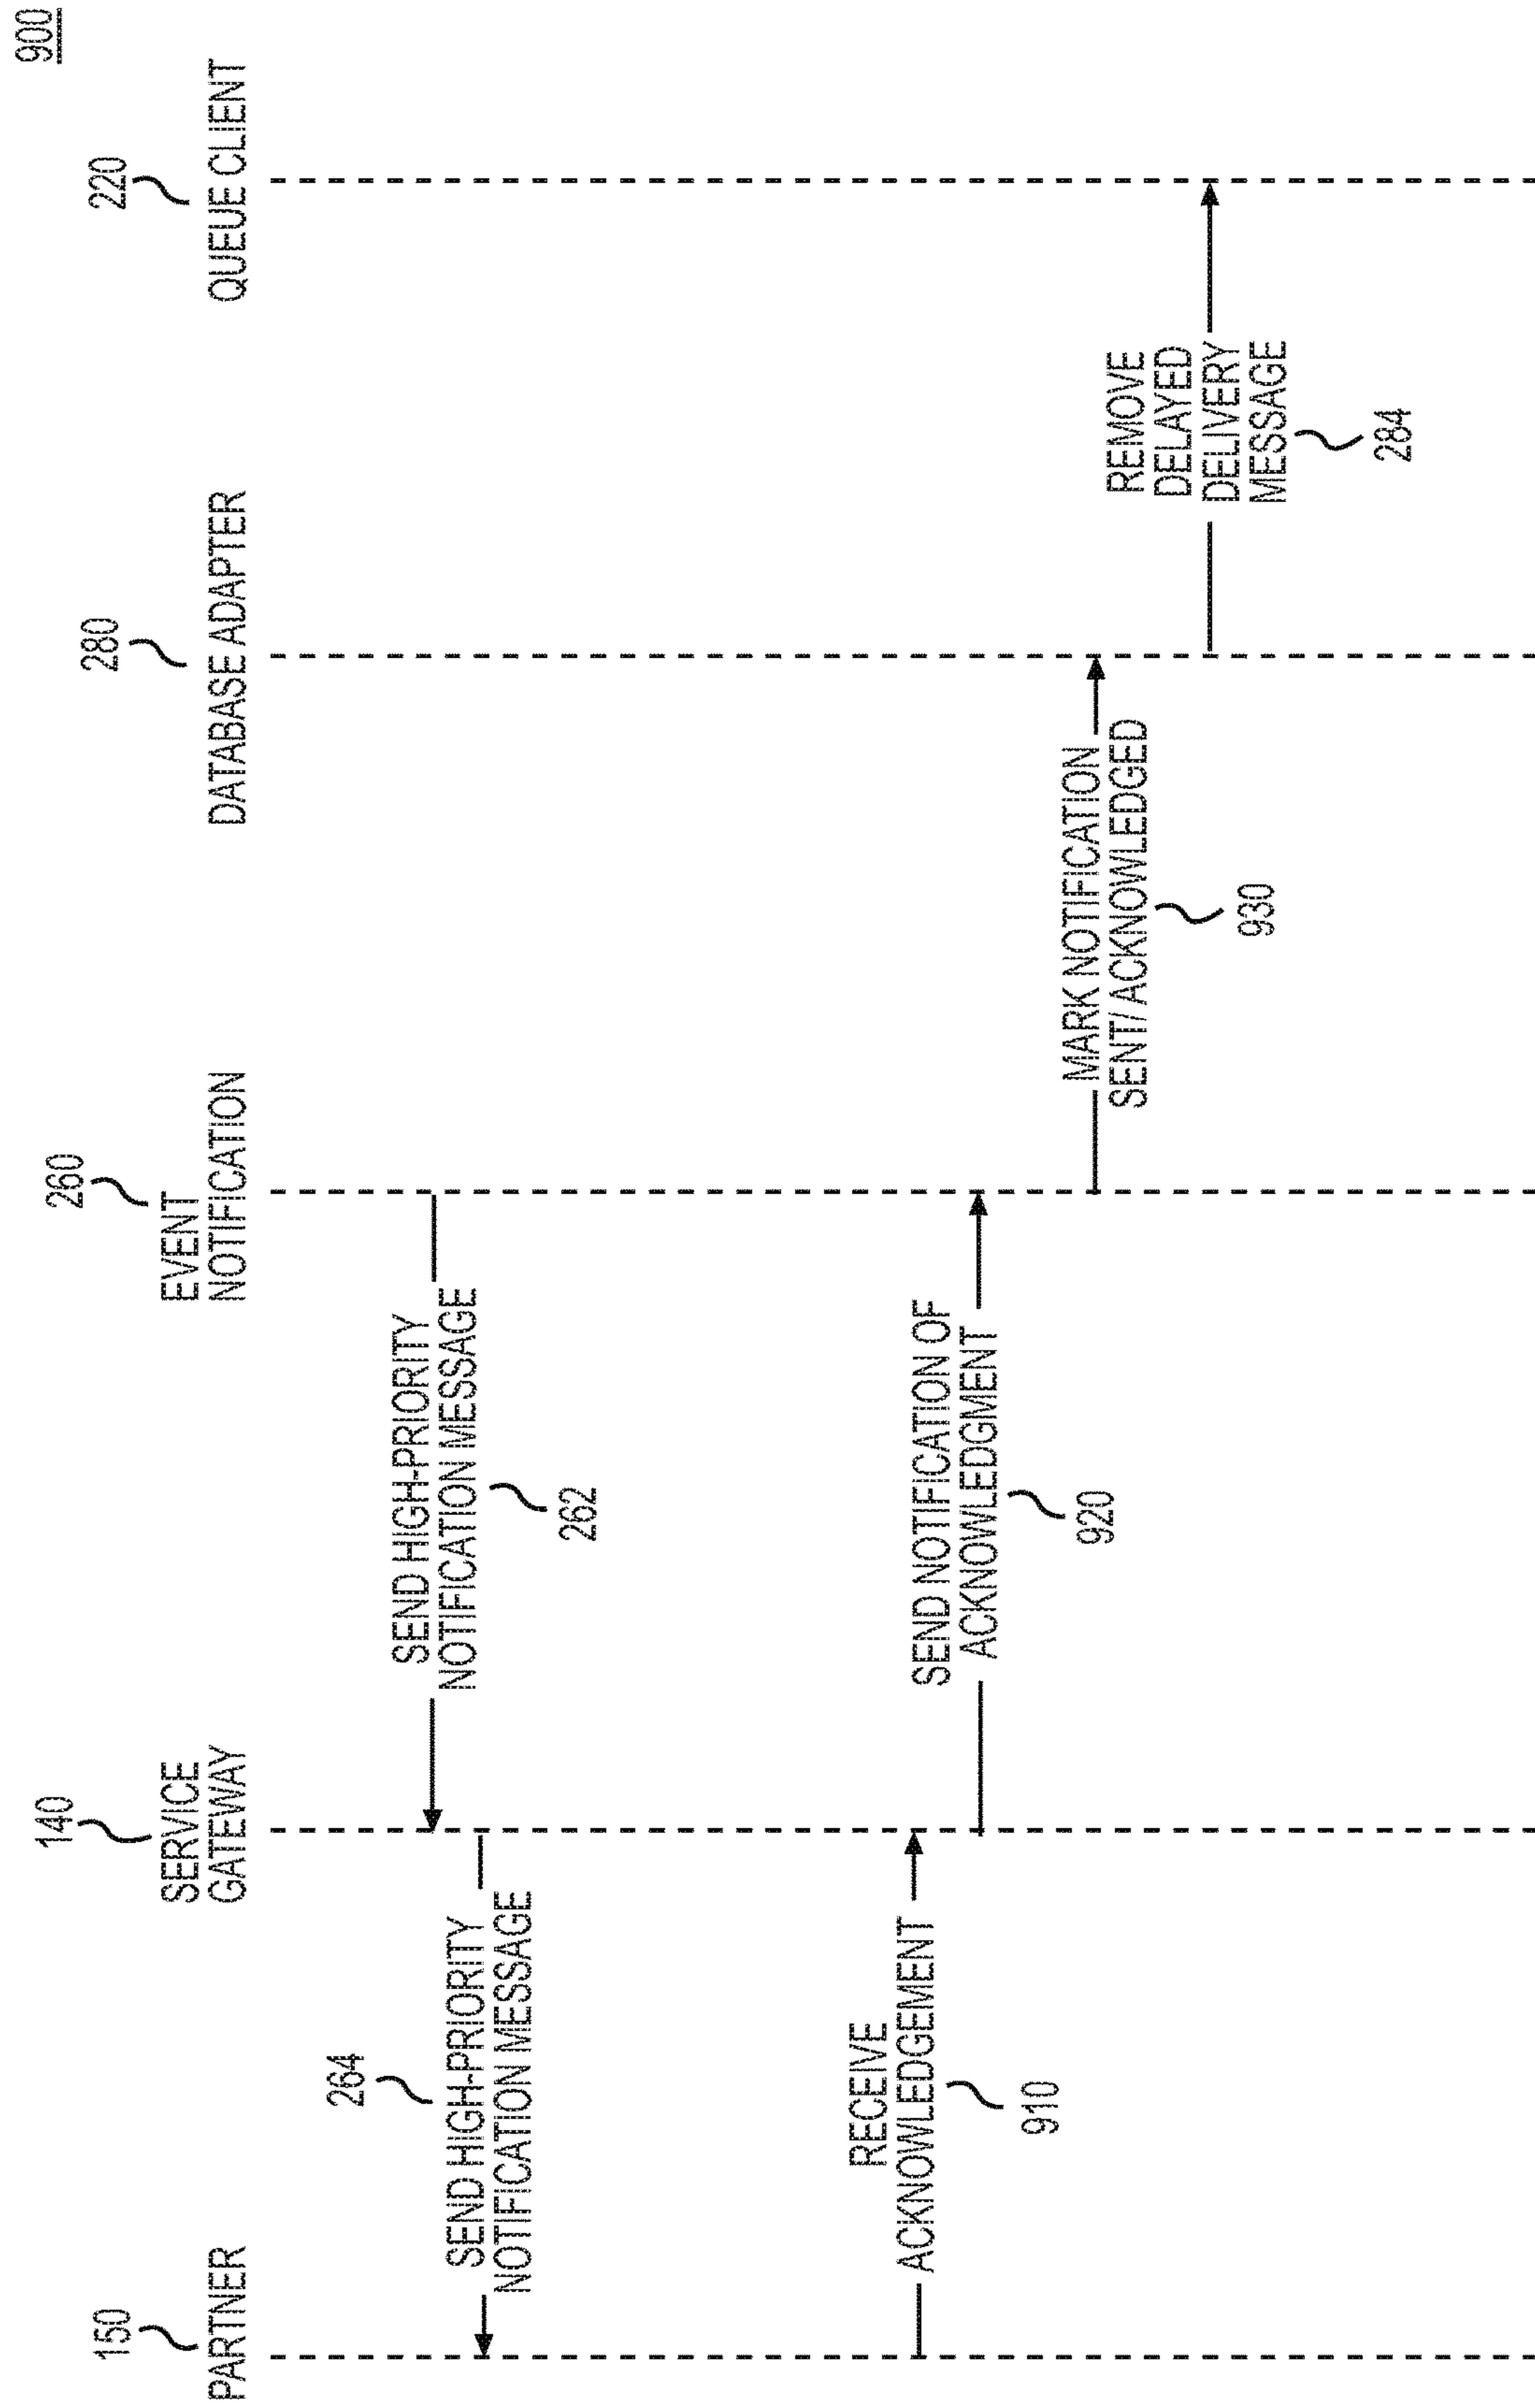 900
150
PARTNER
140
SERVICE
GATEWAY
260
EVENT
NOTIFICATION
280
DATABASE ADAPTER
220
QUEUE CLIENT
SEND HIGH-PRIORITY
NOTIFICATION MESSAGE
262
264
SEND HIGH-PRIORITY
NOTIFICATION MESSAGE
RECEIVE
ACKNOWLEDGEMENT
910
SEND NOTIFICATION OF
ACKNOWLEDGMENT
920
MARK NOTIFICATION
SENT/ACKNOWLEDGED
930
REMOVE
DELAYED
DELIVERY
MESSAGE
284